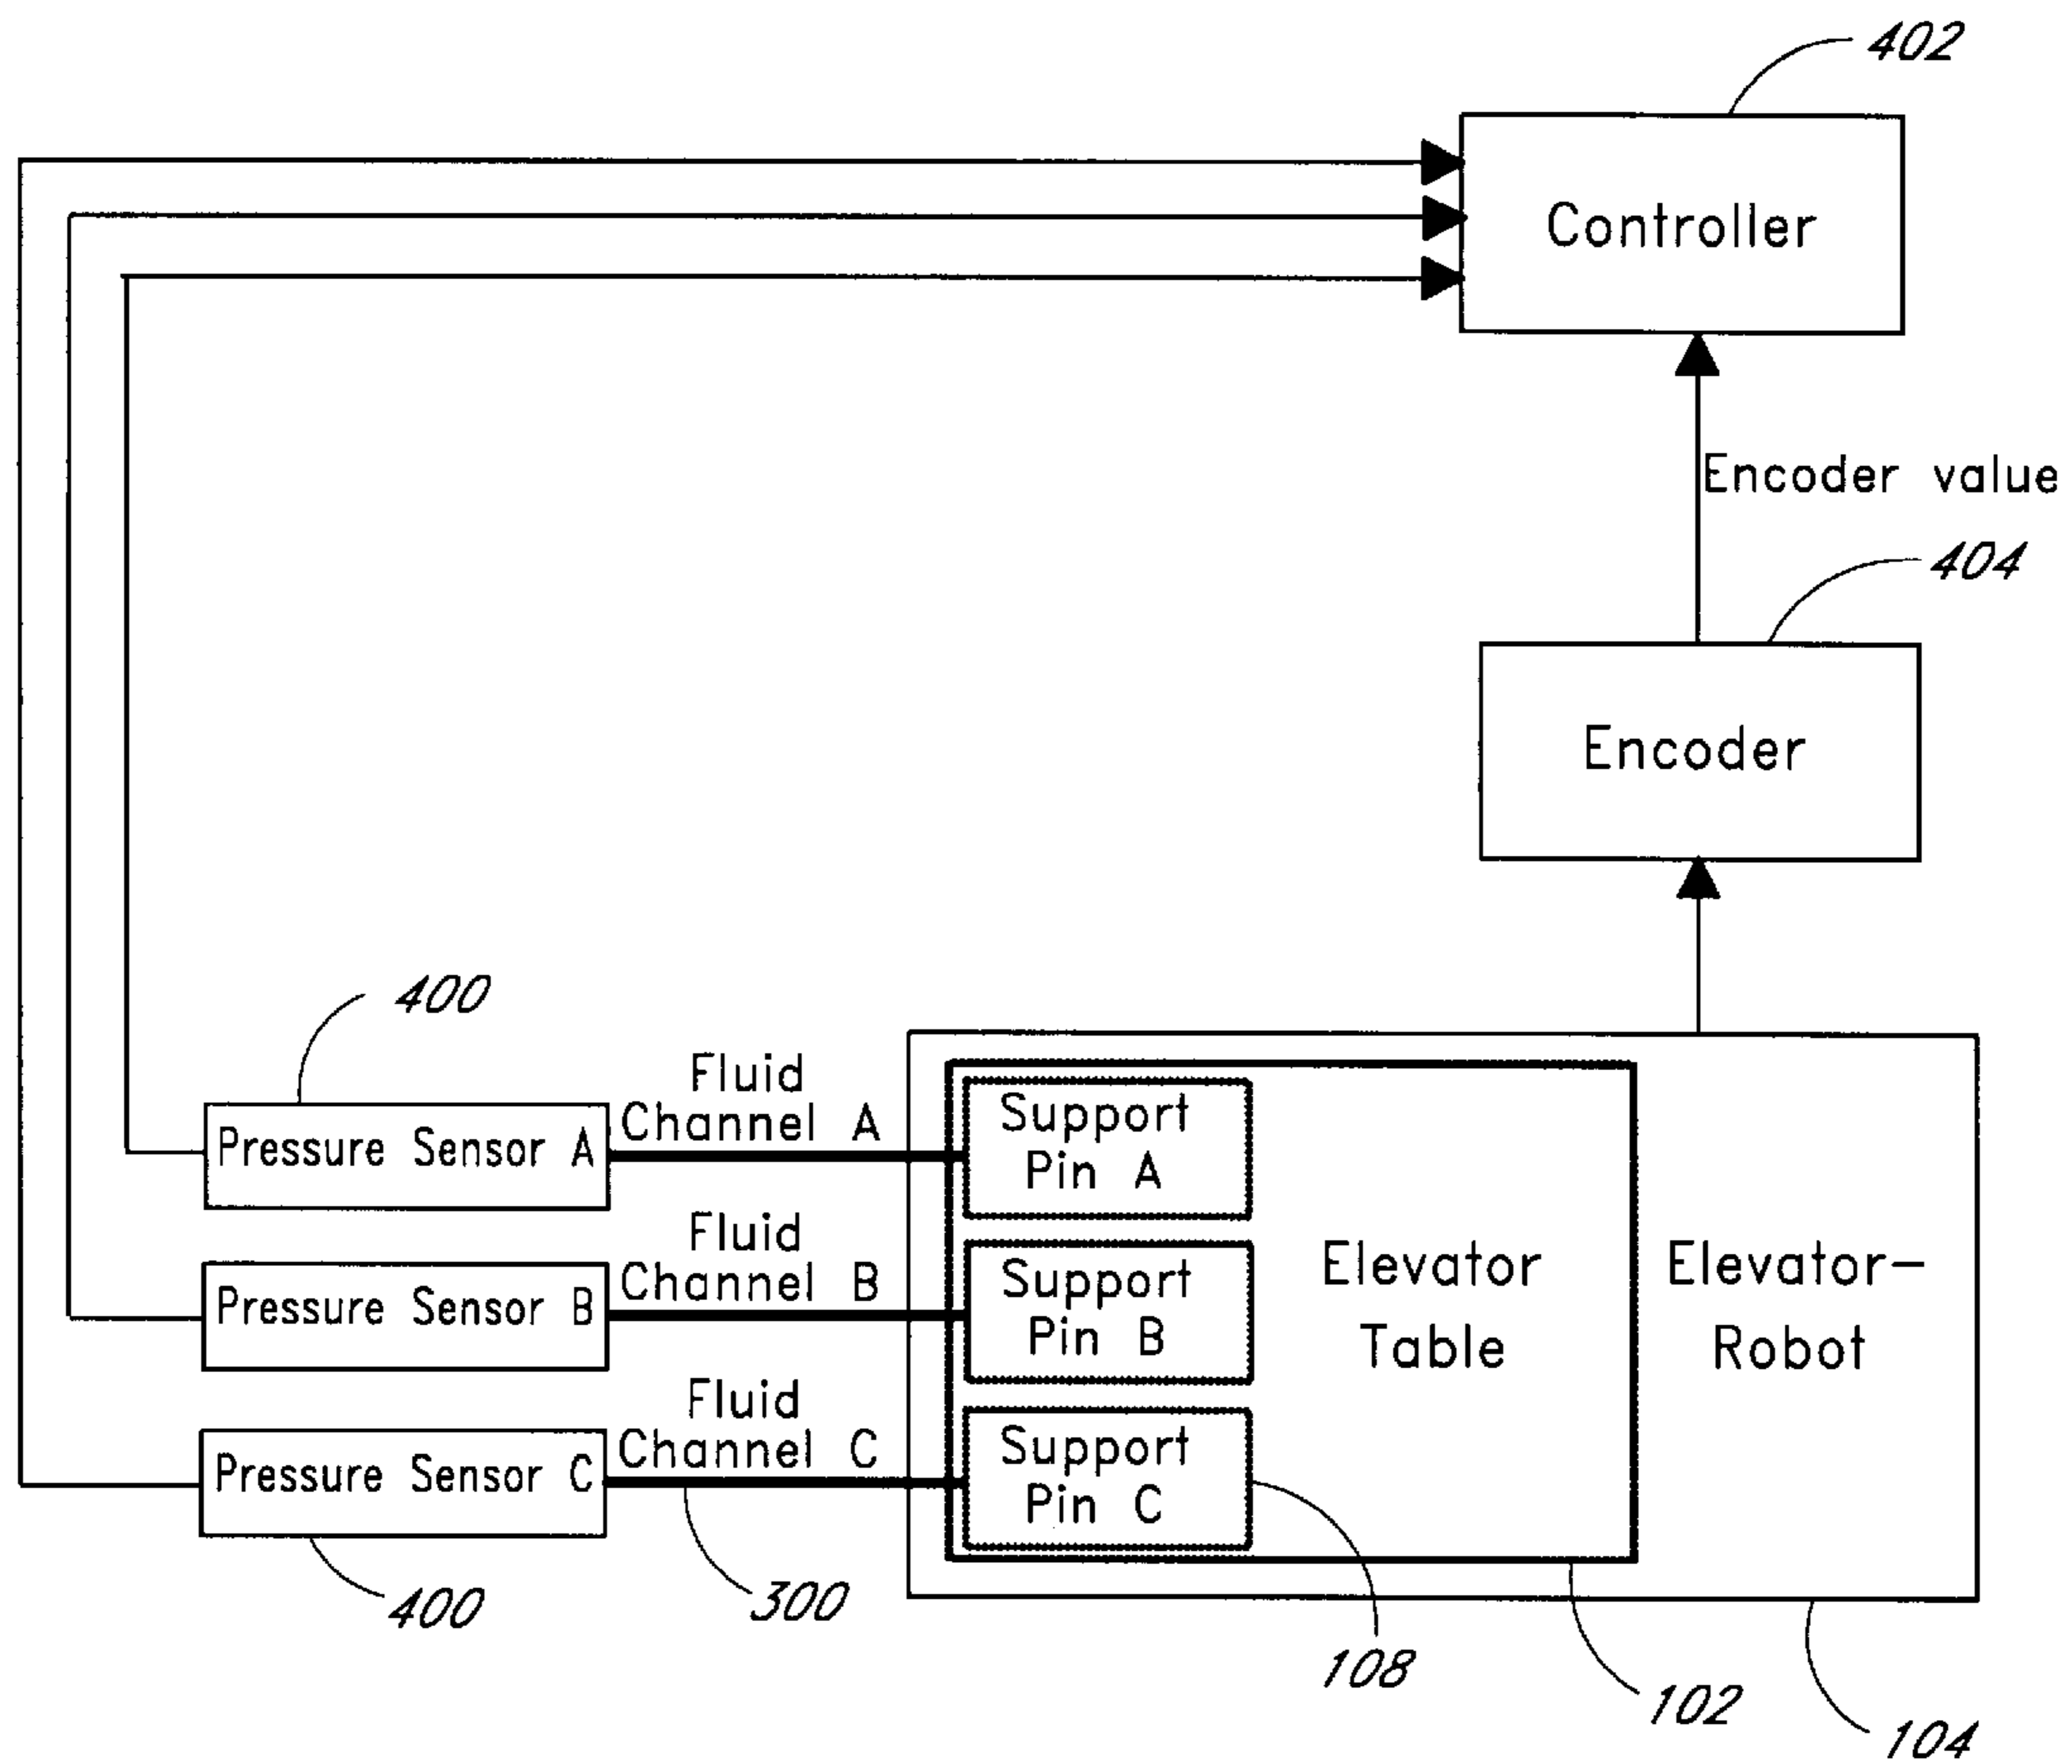 402
Controller
Encoder value
404
Encoder
400
Fluid
Channel A
Pressure Sensor A
Support
Pin A
Fluid
Channel B
Pressure Sensor B
Support
Pin B
Elevator
Table
Elevator-
Robot
Fluid
Channel C
Pressure Sensor C
Support
Pin C
400
300
108
102
104